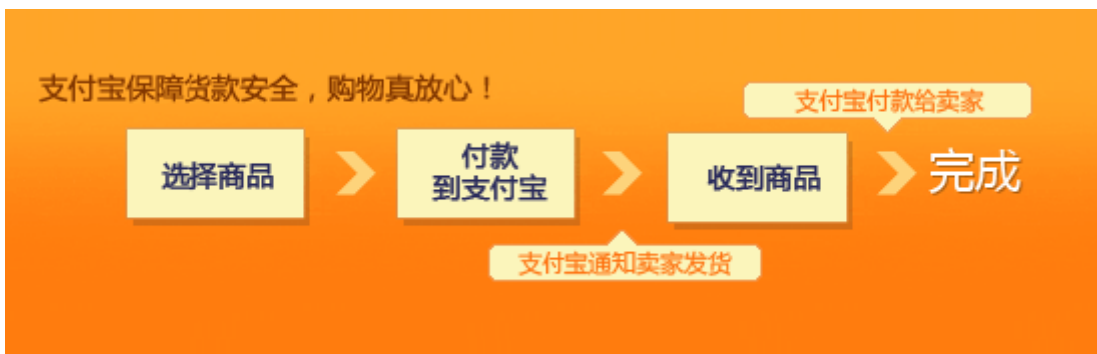 支付宝保障货款安全，购物真放心！
支付宝付款给卖家
选择商品
付款
到支付宝
收到商品
完成
支付宝通知卖家发货